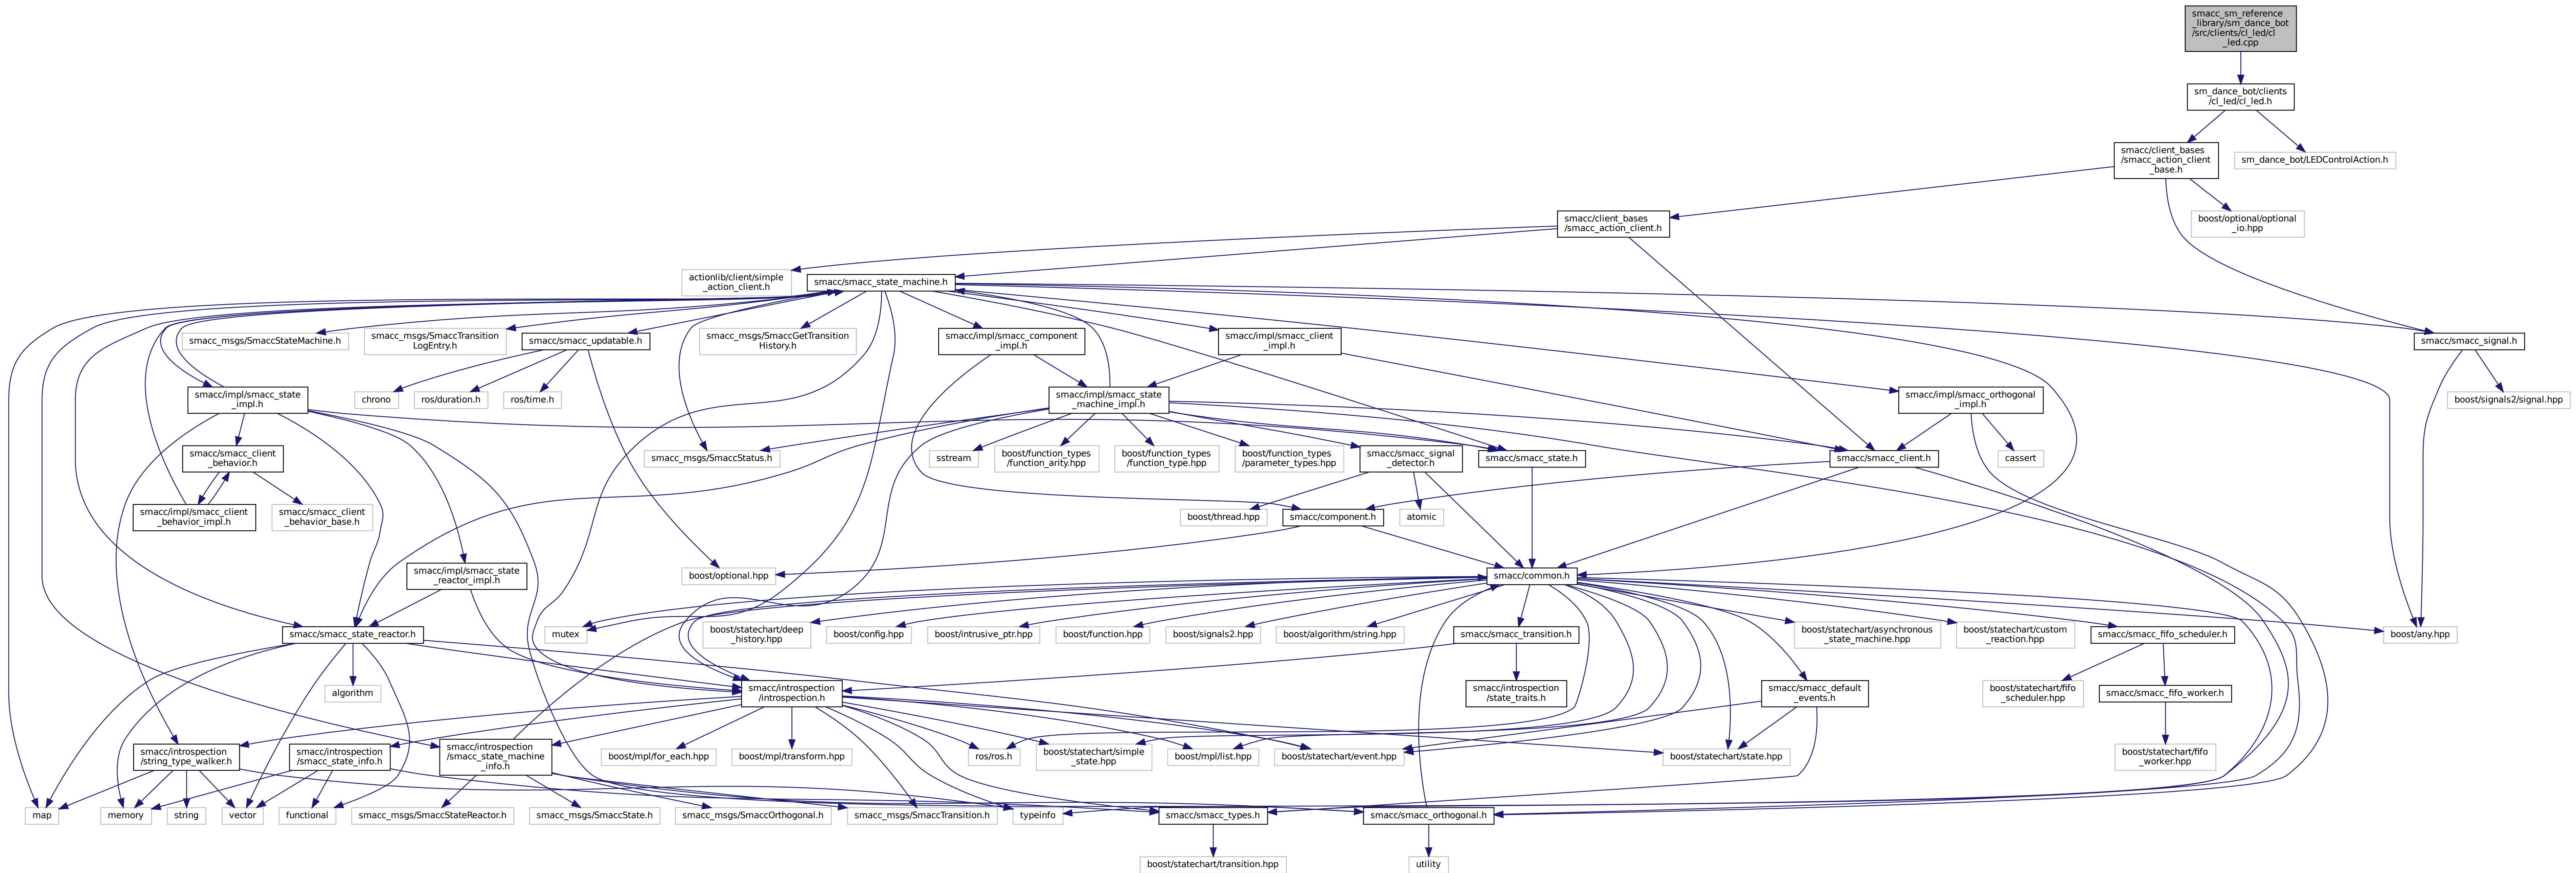 smacc_sm_reference
_library/sm_dance_bot
/src/clients/cl_led/cl
_led.cpp
sm_dance_bot/clients
/cl_led/cl_led.h
smacc/client_bases
/smacc_action_client
_base.h
sm_dance_bot/LEDControlAction.h
smacc/client_bases
/smacc_action_client.h
boost/optional/optional
_io.hpp
actionlib/client/simple
_action_client.h
smacc/smacc_state_machine.h
smacc_msgs/SmaccStateMachine.h
smacc_msgs/SmaccTransition
LogEntry.h
smacc/smacc_updatable.h
smacc_msgs/SmaccGetTransition
History.h
smacc/impl/smacc_component
_impl.h
smacc/impl/smacc_client
_impl.h
smacc/smacc_signal.h
smacc/impl/smacc_state
_impl.h
chrono
ros/duration.h
ros/time.h
smacc/impl/smacc_state
_machine_impl.h
smacc/impl/smacc_orthogonal
_impl.h
boost/signals2/signal.hpp
smacc/smacc_client
_behavior.h
smacc_msgs/SmaccStatus.h
sstream
boost/function_types
/function_arity.hpp
boost/function_types
/function_type.hpp
boost/function_types
/parameter_types.hpp
smacc/smacc_signal
_detector.h
smacc/smacc_state.h
smacc/smacc_client.h
cassert
smacc/impl/smacc_client
_behavior_impl.h
smacc/smacc_client
_behavior_base.h
boost/thread.hpp
smacc/component.h
atomic
smacc/impl/smacc_state
_reactor_impl.h
boost/optional.hpp
smacc/common.h
smacc/smacc_state_reactor.h
mutex
boost/statechart/deep
_history.hpp
boost/config.hpp
boost/intrusive_ptr.hpp
boost/function.hpp
boost/signals2.hpp
boost/algorithm/string.hpp
smacc/smacc_transition.h
boost/statechart/asynchronous
_state_machine.hpp
boost/statechart/custom
_reaction.hpp
smacc/smacc_fifo_scheduler.h
boost/any.hpp
algorithm
smacc/introspection
/introspection.h
smacc/introspection
/state_traits.h
smacc/smacc_default
_events.h
boost/statechart/fifo
_scheduler.hpp
smacc/smacc_fifo_worker.h
smacc/introspection
/string_type_walker.h
smacc/introspection
/smacc_state_info.h
smacc/introspection
/smacc_state_machine
_info.h
boost/mpl/for_each.hpp
boost/mpl/transform.hpp
ros/ros.h
boost/statechart/simple
_state.hpp
boost/mpl/list.hpp
boost/statechart/event.hpp
boost/statechart/state.hpp
boost/statechart/fifo
_worker.hpp
map
memory
string
vector
functional
smacc_msgs/SmaccStateReactor.h
smacc_msgs/SmaccState.h
smacc_msgs/SmaccOrthogonal.h
smacc_msgs/SmaccTransition.h
typeinfo
smacc/smacc_types.h
smacc/smacc_orthogonal.h
boost/statechart/transition.hpp
utility